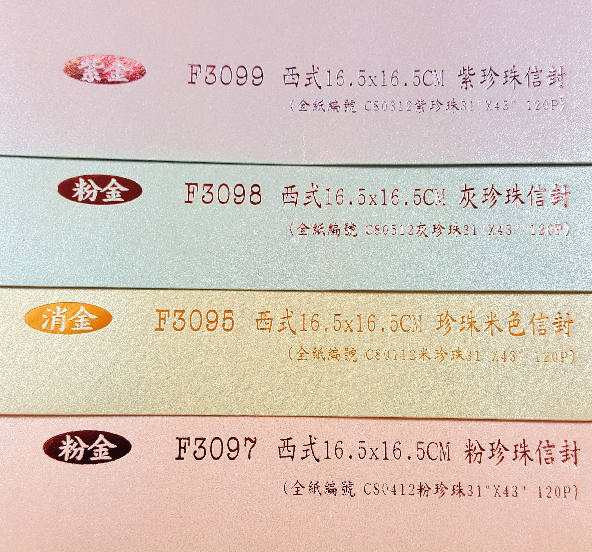 紫金 F3099 西式16.5x16.5CM 紫珍珠信封
(全紙編號 CS0312紫珍珠31"X43" 120P)
粉金 F3098 西式16.5x16.5CM 灰珍珠信封
(全紙編號 CS0512灰珍珠31"X43" 120P)
消金 F3095 西式16.5x16.5CM 珍珠米色信封
(全紙編號 CS0112米珍珠31"X43" 120P)
粉金 F3097 西式16.5x16.5CM 粉珍珠信封
(全紙編號 CS0412粉珍珠31"X43" 120P)